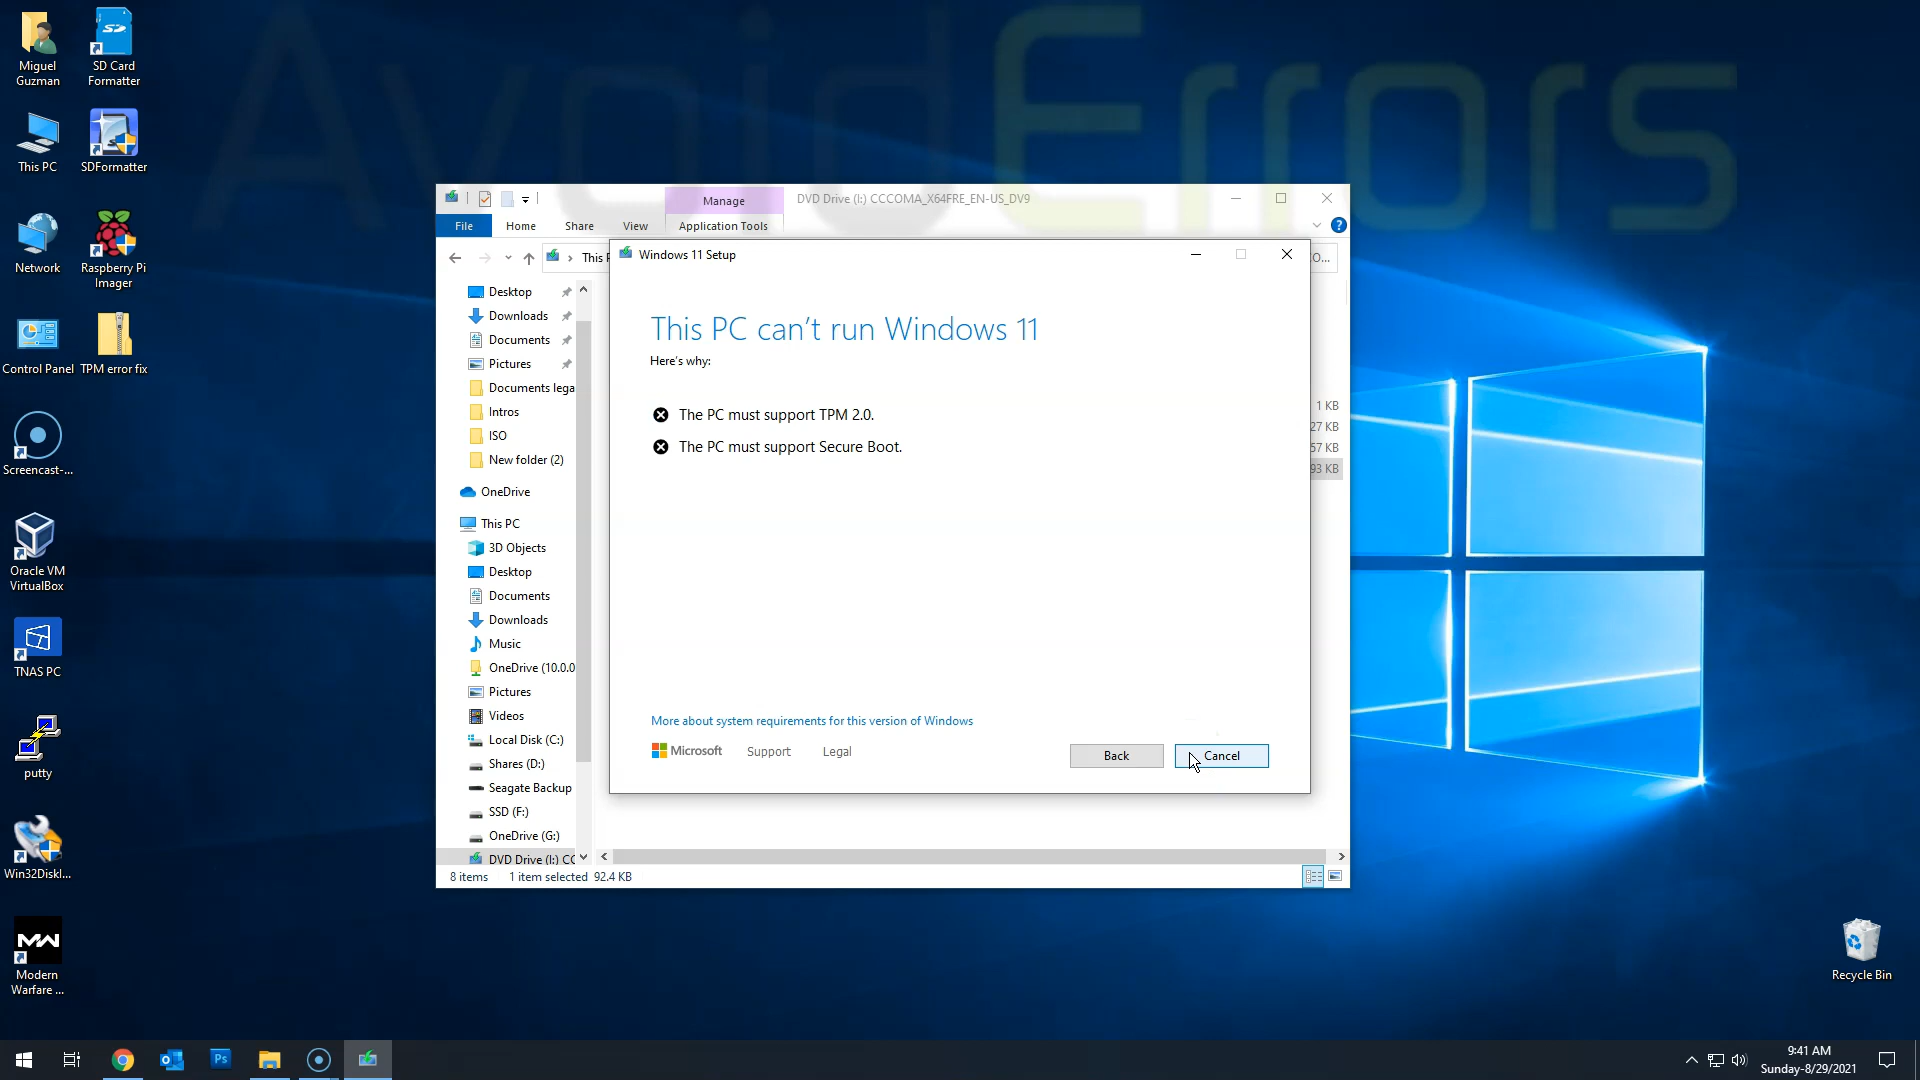 AvoidErrors
Miguel
Guzman
SD Card
Formatter
This PC
SDFormatter
Network
Raspberry Pi
Imager
Control Panel
TPM error fix
Screencast-...
Oracle VM
VirtualBox
TNAS PC
putty
Win32DiskI...
MW
Modern
Warfare ...
Manage
DVD Drive (I:) CCCOMA_X64FRE_EN-US_DV9
File
Home
Share
View
Application Tools
This P
O...
Desktop
Downloads
Documents
Pictures
Documents lega
Intros
ISO
New folder (2)
OneDrive
This PC
3D Objects
Desktop
Documents
Downloads
Music
OneDrive (10.0.0
Pictures
Videos
Local Disk (C:)
Shares (D:)
Seagate Backup
SSD (F:)
OneDrive (G:)
DVD Drive (I:) CC
1 KB
27 KB
57 KB
93 KB
8 items
1 item selected 92.4 KB
Windows 11 Setup
This PC can't run Windows 11
Here's why:
The PC must support TPM 2.0.
The PC must support Secure Boot.
More about system requirements for this version of Windows
Microsoft
Support
Legal
Back
Cancel
Recycle Bin
Ps
9:41 AM
Sunday-8/29/2021